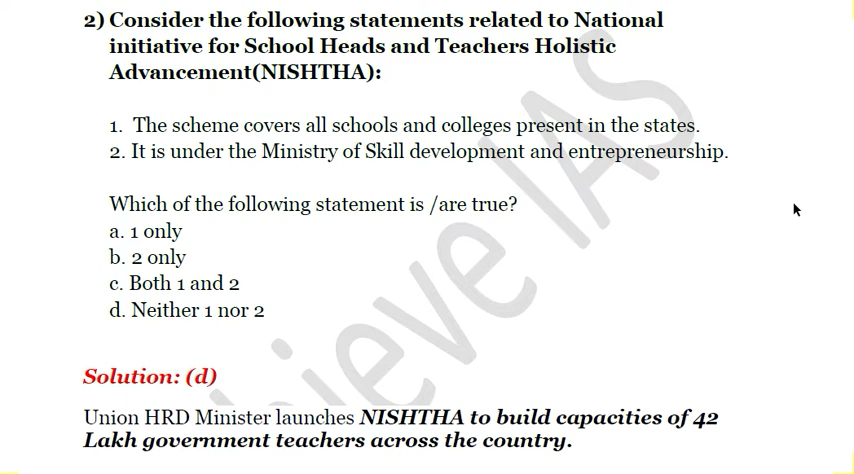 2) Consider the following statements related to National
initiative for School Heads and Teachers Holistic
Advancement(NISHTHA):
1. The scheme covers all schools and colleges present in the states.
2. It is under the Ministry of Skill development and entrepreneurship.
Which of the following statement is /are true?
a. 1 only
b. 2 only
c. Both 1 and 2
d. Neither 1 nor 2
Solution: (d)
Union HRD Minister launches NISHTHA to build capacities of 42
Lakh government teachers across the country.
hieve IAS